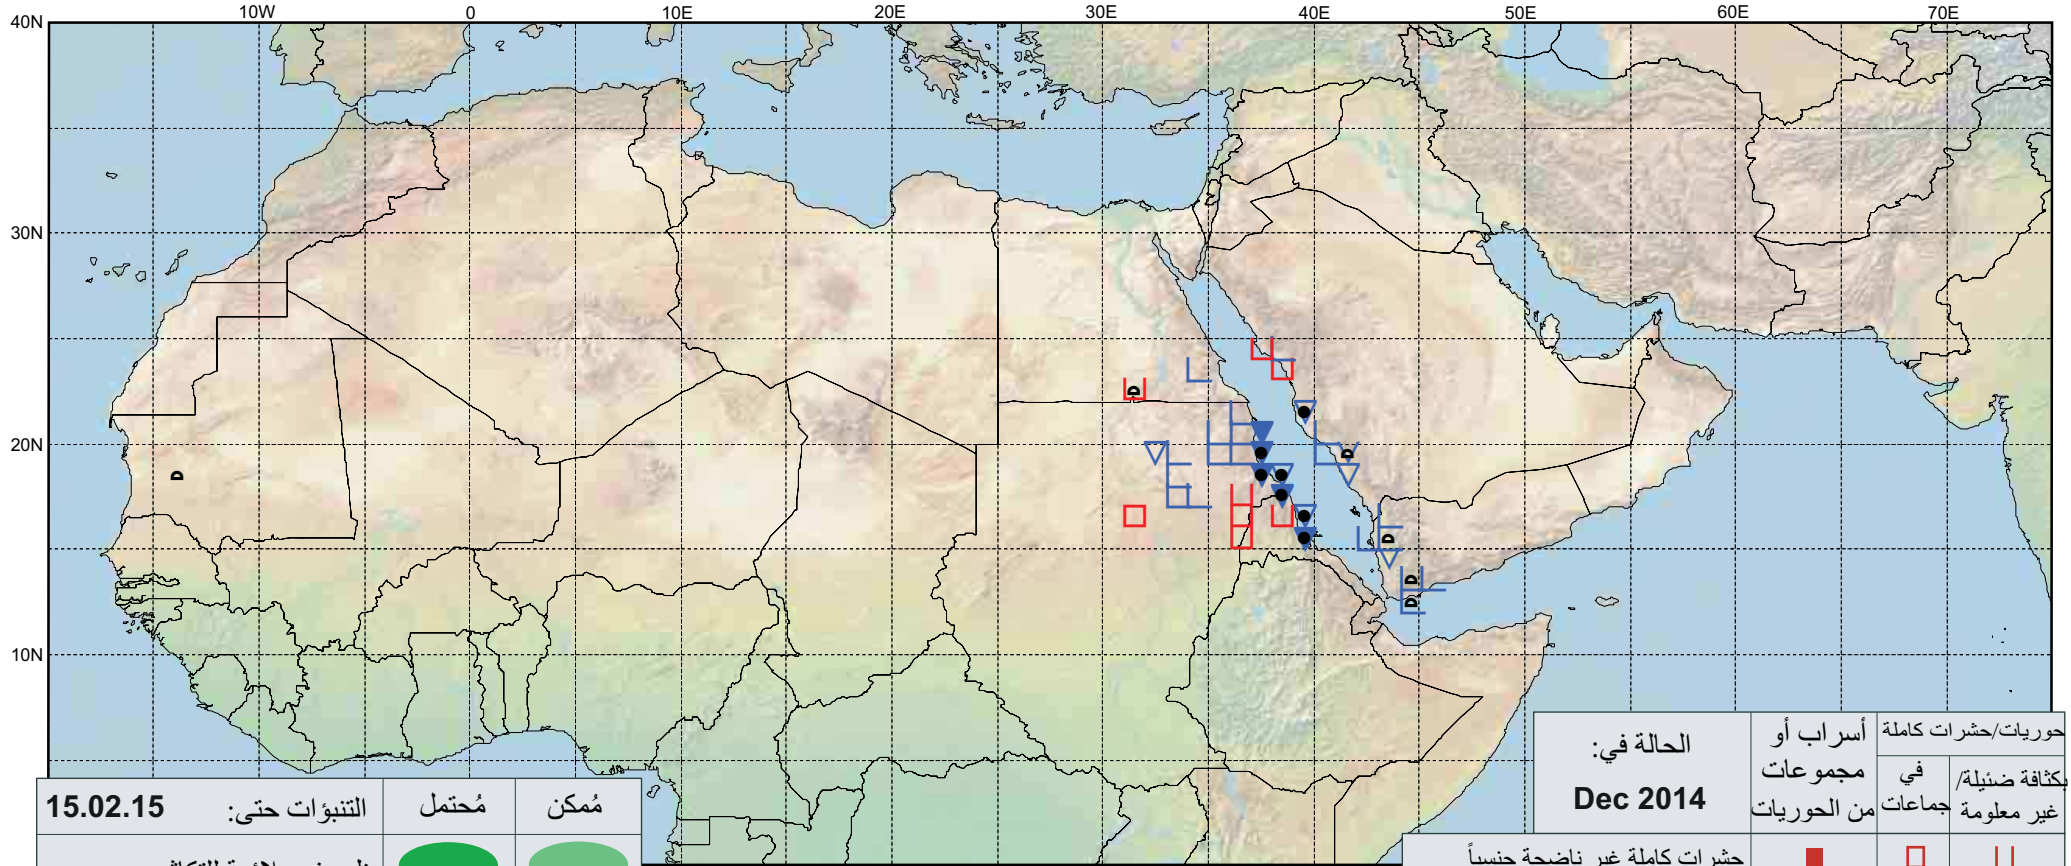 10W 0 10E 20E 30E 40E 50E 60E 70E
40N
30N
20N
10N
D
D
D
D
D
D
الحالة في:
Dec 2014
أسراب أو
مجموعات
من الحوريات
حوريات/حشرات كاملة
في
جماعات
بكثافة ضئيلة/
غير معلومة
حشرات كاملة غير ناضجة جنسياً
التنبؤات حتى: 15.02.15
مُحتمل
مُمكن